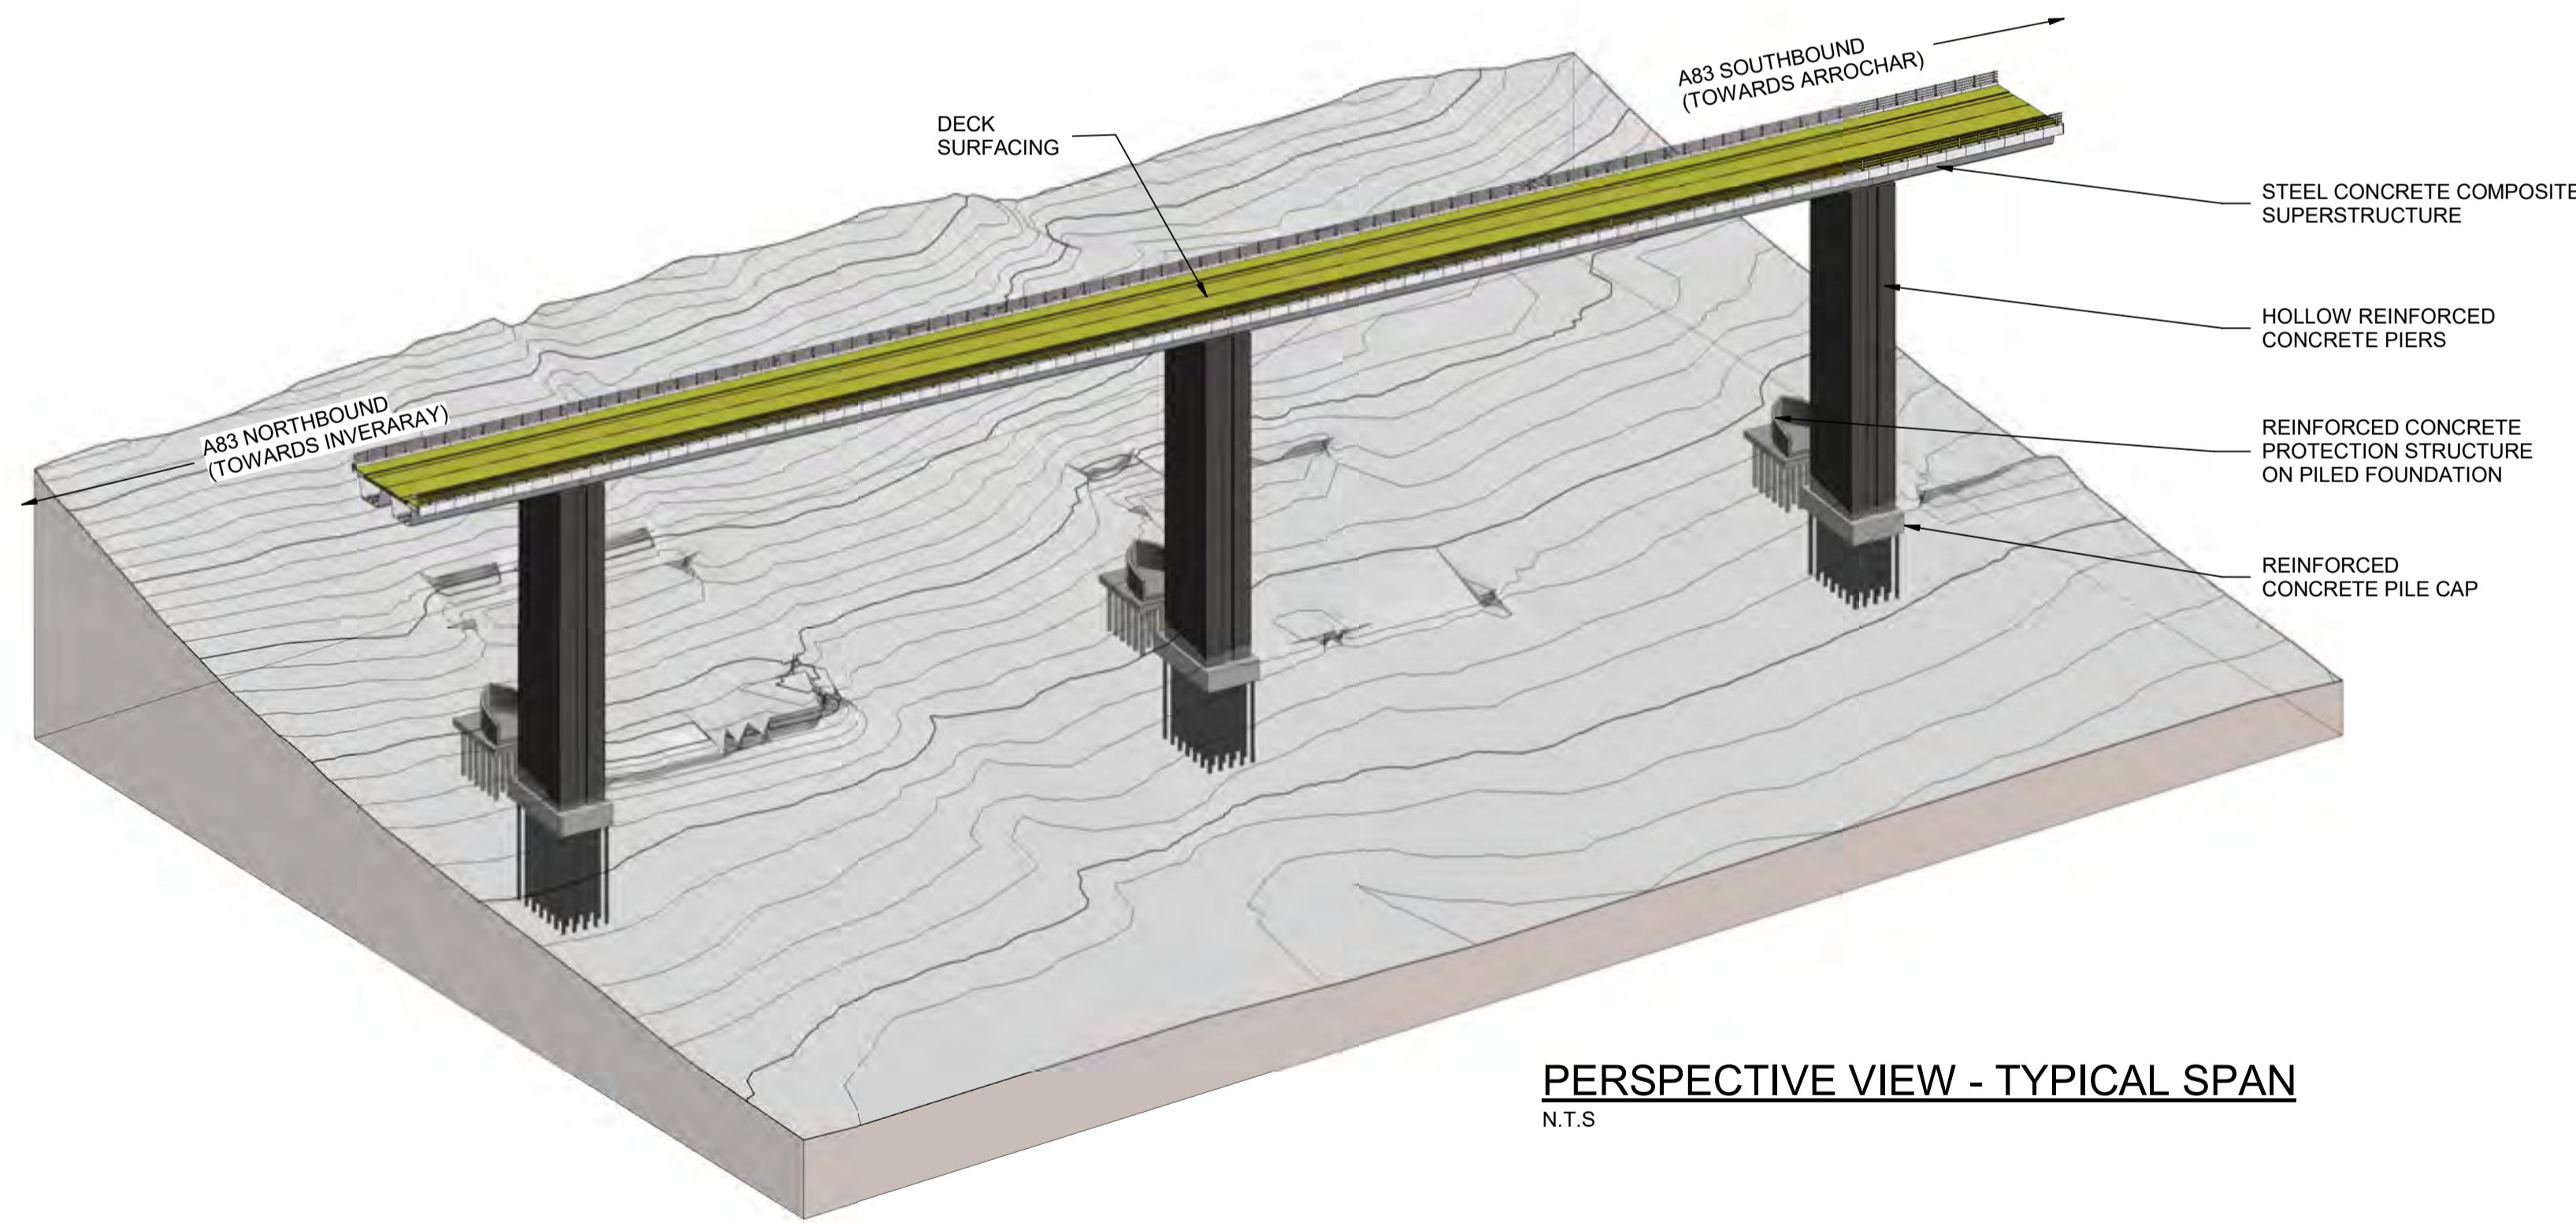 A83 SOUTHBOUND
(TOWARDS ARROCHAR)
DECK
SURFACING
STEEL CONCRETE COMPOSITE
SUPERSTRUCTURE
HOLLOW REINFORCED
CONCRETE PIERS
A83 NORTHBOUND
(TOWARDS INVERARAY)
REINFORCED CONCRETE
PROTECTION STRUCTURE
ON PILED FOUNDATION
REINFORCED
CONCRETE PILE CAP
PERSPECTIVE VIEW - TYPICAL SPAN
N.T.S